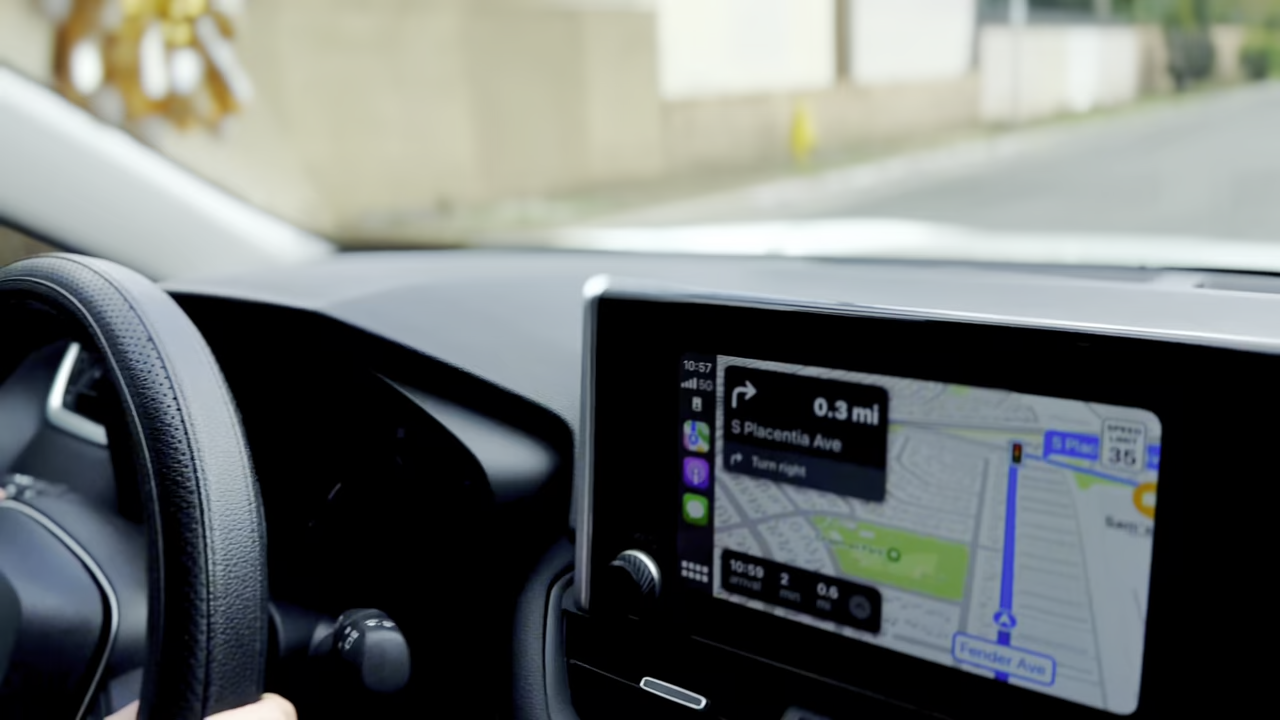 10:57
5G
0.3 mi
S Placentia Ave
Turn right
S Plac
SPEED
LIMIT
35
10:59 2 0.6
arrival mn mi
Fender Ave